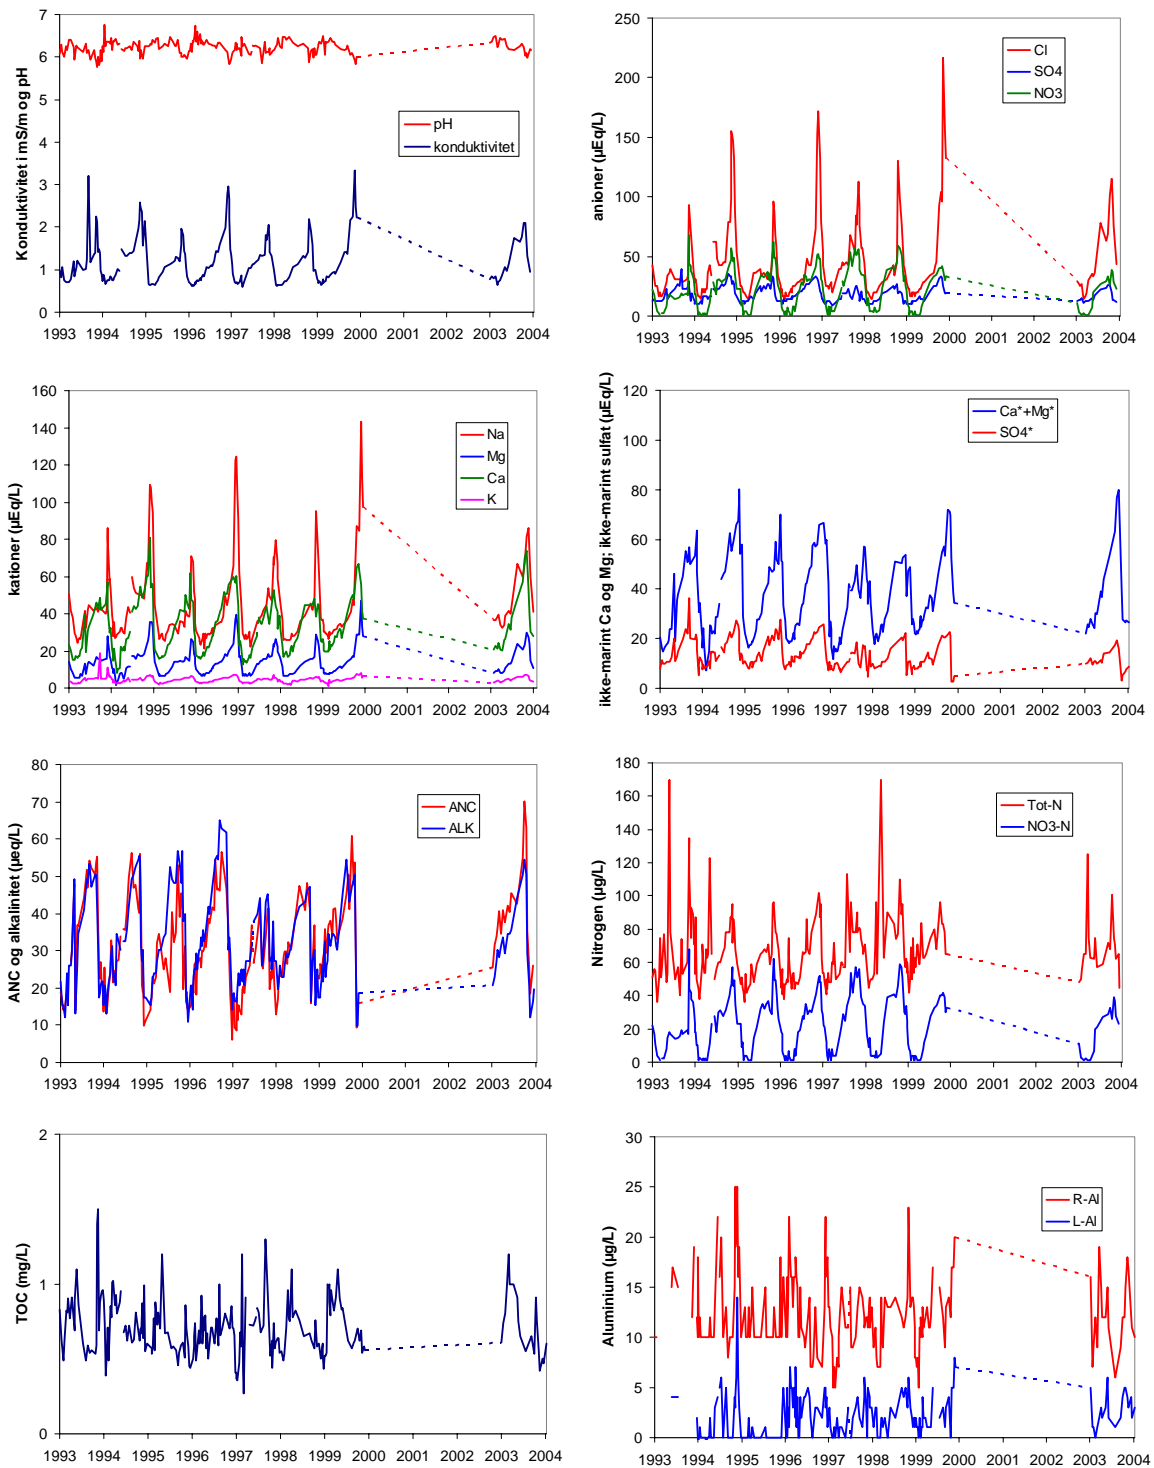 Konduktivitet i mS/m og pH
7
6
5
4
3
2
1
0
pH
konduktivitet
1993 1994 1995 1996 1997 1998 1999 2000 2001 2002 2003 2004
anioner (µEq/L)
250
200
150
100
50
0
Cl
SO4
NO3
1993 1994 1995 1996 1997 1998 1999 2000 2001 2002 2003 2004
kationer (µEq/L)
160
140
120
100
80
60
40
20
0
Na
Mg
Ca
K
1993 1994 1995 1996 1997 1998 1999 2000 2001 2002 2003 2004
ikke-marint Ca og Mg; ikke-marint sulfat (µEq/L)
120
100
80
60
40
20
0
Ca*+Mg*
SO4*
1993 1994 1995 1996 1997 1998 1999 2000 2001 2002 2003 2004
ANC og alkalinitet (µeq/L)
80
70
60
50
40
30
20
10
0
ANC
ALK
1993 1994 1995 1996 1997 1998 1999 2000 2001 2002 2003 2004
Nitrogen (µg/L)
180
160
140
120
100
80
60
40
20
0
Tot-N
NO3-N
1993 1994 1995 1996 1997 1998 1999 2000 2001 2002 2003 2004
TOC (mg/L)
2
1
0
1993 1994 1995 1996 1997 1998 1999 2000 2001 2002 2003 2004
Aluminium (µg/L)
30
25
20
15
10
5
0
R-Al
L-Al
1993 1994 1995 1996 1997 1998 1999 2000 2001 2002 2003 2004